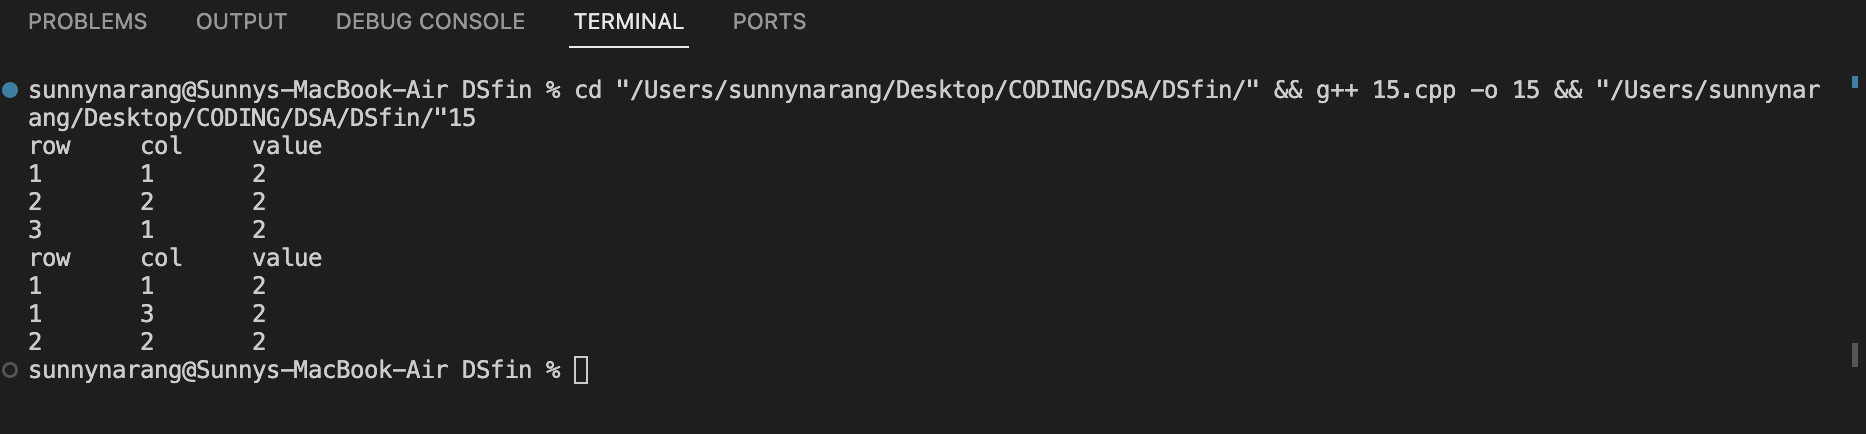 PROBLEMS OUTPUT DEBUG CONSOLE TERMINAL PORTS
sunnynarang@Sunnys-MacBook-Air DSfin % cd "/Users/sunnynarang/Desktop/CODING/DSA/DSfin/" && g++ 15.cpp -o 15 && "/Users/sunnynar
ang/Desktop/CODING/DSA/DSfin/"15
row col value
1 1 2
2 2 2
3 1 2
row col value
1 1 2
1 3 2
2 2 2
sunnynarang@Sunnys-MacBook-Air DSfin %